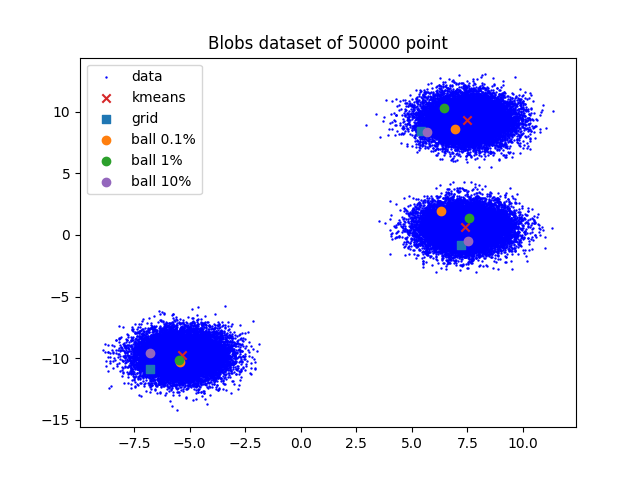 Blobs dataset of 50000 point
data
kmeans
grid
ball 0.1%
ball 1%
ball 10%
10
5
0
−5
−10
−15
−7.5 −5.0 −2.5 0.0 2.5 5.0 7.5 10.0